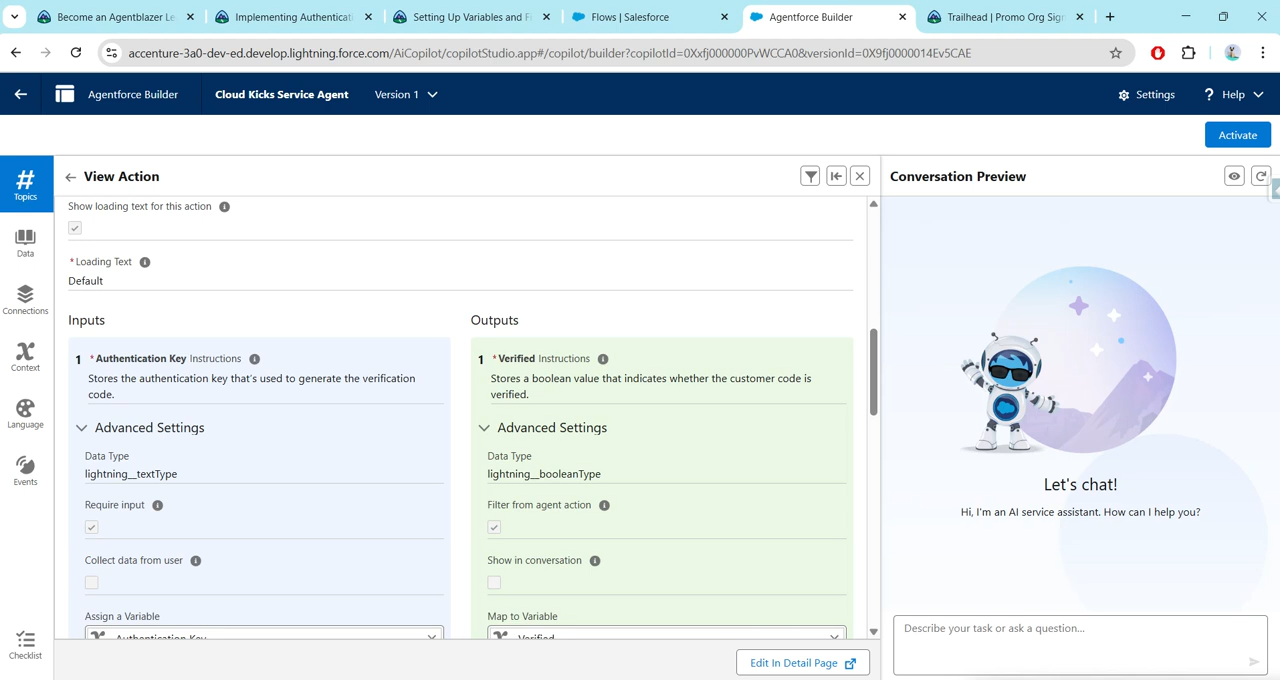 Become an Agentblazer Le
Implementing Authenticati
Setting Up Variables and F
Flows | Salesforce
Agentforce Builder
Trailhead | Promo Org Sig
accenture-3a0-dev-ed.develop.lightning.force.com/AiCopilot/copilotStudio.app#/copilot/builder?copilotId=0Xxfj000000PvWCCA0&versionId=0X9fj0000014Ev5CAE
Agentforce Builder
Cloud Kicks Service Agent
Version 1
Settings
? Help
Activate
# Topics
Data
Connections
Context
Language
Events
Checklist
View Action
Show loading text for this action
*Loading Text
Default
Inputs
1 *Authentication Key Instructions
Stores the authentication key that's used to generate the verification
code.
Advanced Settings
Data Type
lightning__textType
Require input
Collect data from user
Assign a Variable
Authentication Key
Outputs
1 *Verified Instructions
Stores a boolean value that indicates whether the customer code is
verified.
Advanced Settings
Data Type
lightning__booleanType
Filter from agent action
Show in conversation
Map to Variable
Verified
Edit In Detail Page
Conversation Preview
Let's chat!
Hi, I'm an AI service assistant. How can I help you?
Describe your task or ask a question...